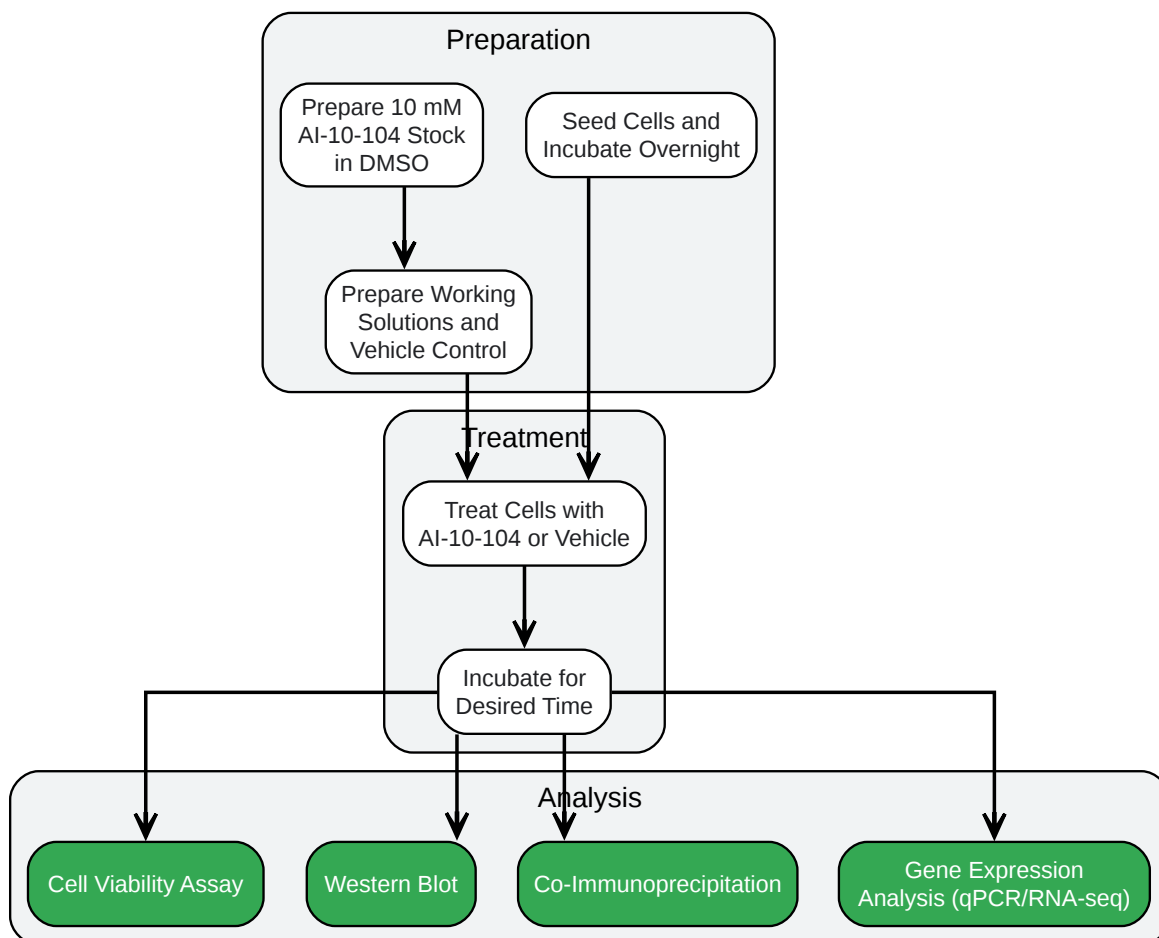 Preparation
Prepare 10 mM
AI-10-104 Stock
in DMSO
Seed Cells and
Incubate Overnight
Prepare Working
Solutions and
Vehicle Control
Treatment
Treat Cells with
AI-10-104 or Vehicle
Incubate for
Desired Time
Analysis
Cell Viability Assay
Western Blot
Co-Immunoprecipitation
Gene Expression
Analysis (qPCR/RNA-seq)